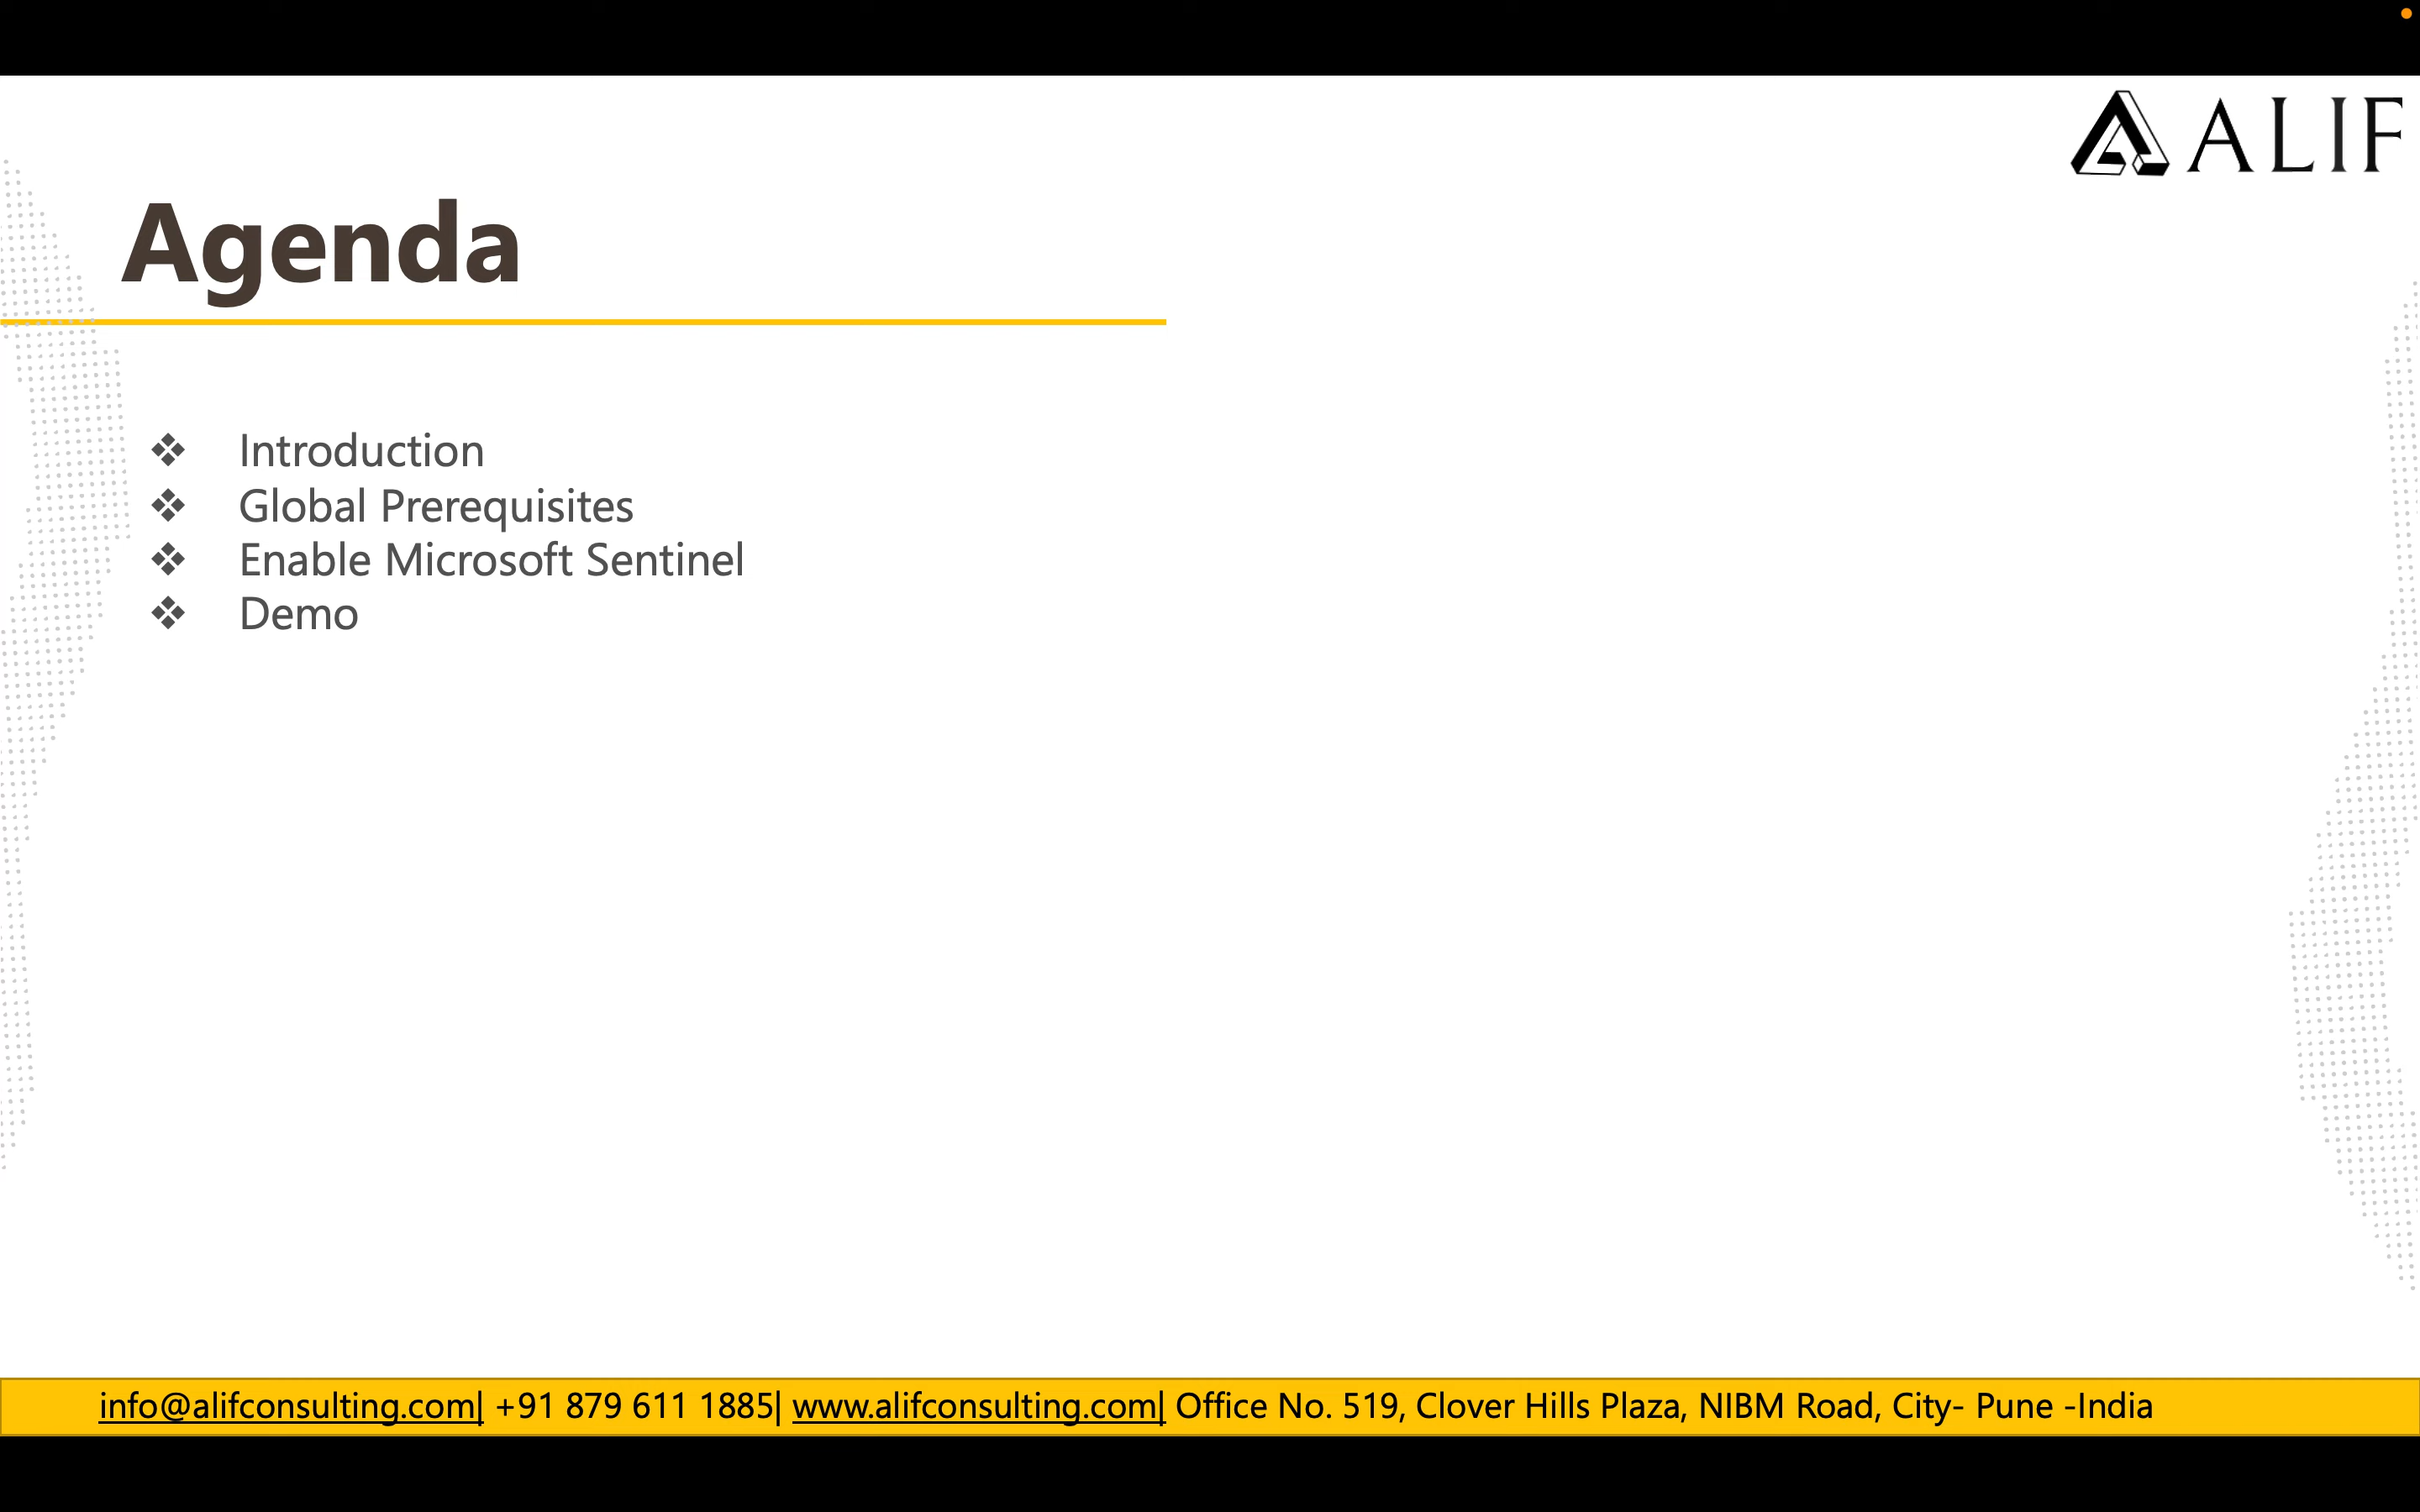 ALIF
Agenda
❖ Introduction
❖ Global Prerequisites
❖ Enable Microsoft Sentinel
❖ Demo
info@alifconsulting.com| +91 879 611 1885| www.alifconsulting.com| Office No. 519, Clover Hills Plaza, NIBM Road, City- Pune -India